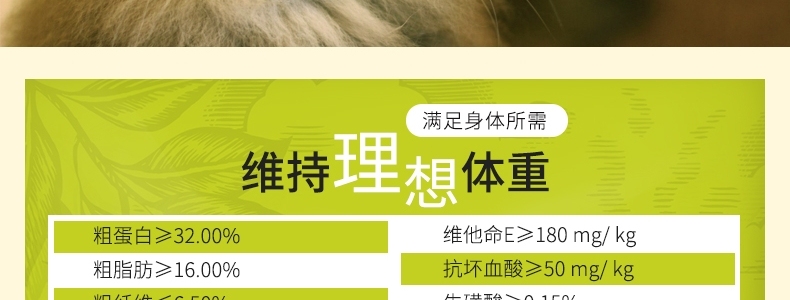 满足身体所需
维持理想体重
粗蛋白≥32.00%
维他命E≥180 mg/ kg
粗脂肪≥16.00%
抗坏血酸≥50 mg/ kg